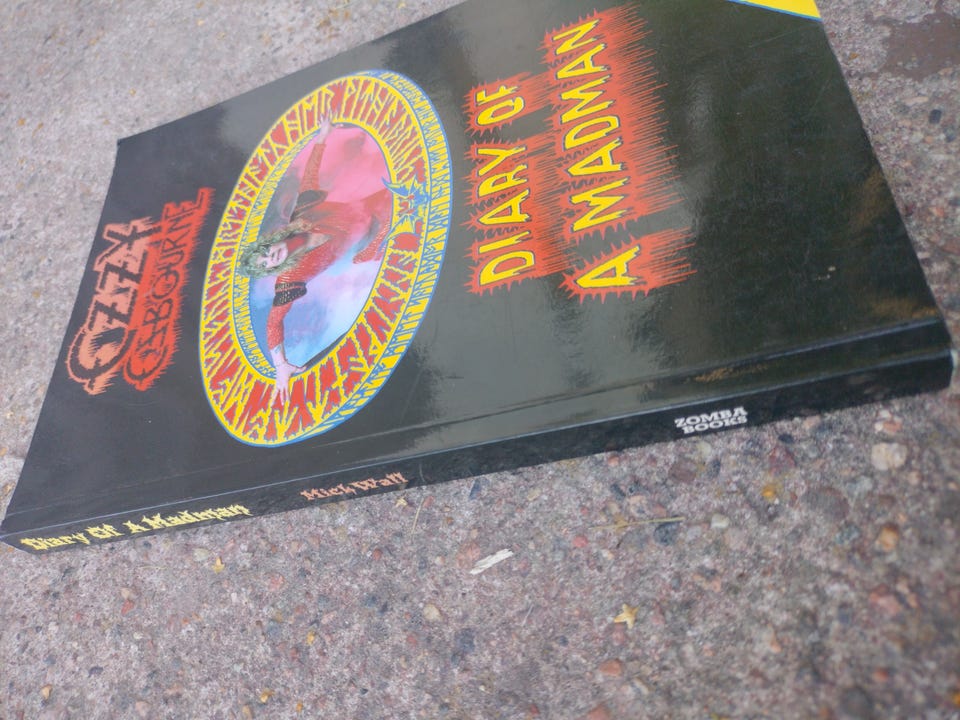 OZZY
OSBOURNE
DIARY OF
A MADMAN
Diary Of A Madman
Mick Wall
ZOMBA
BOOKS